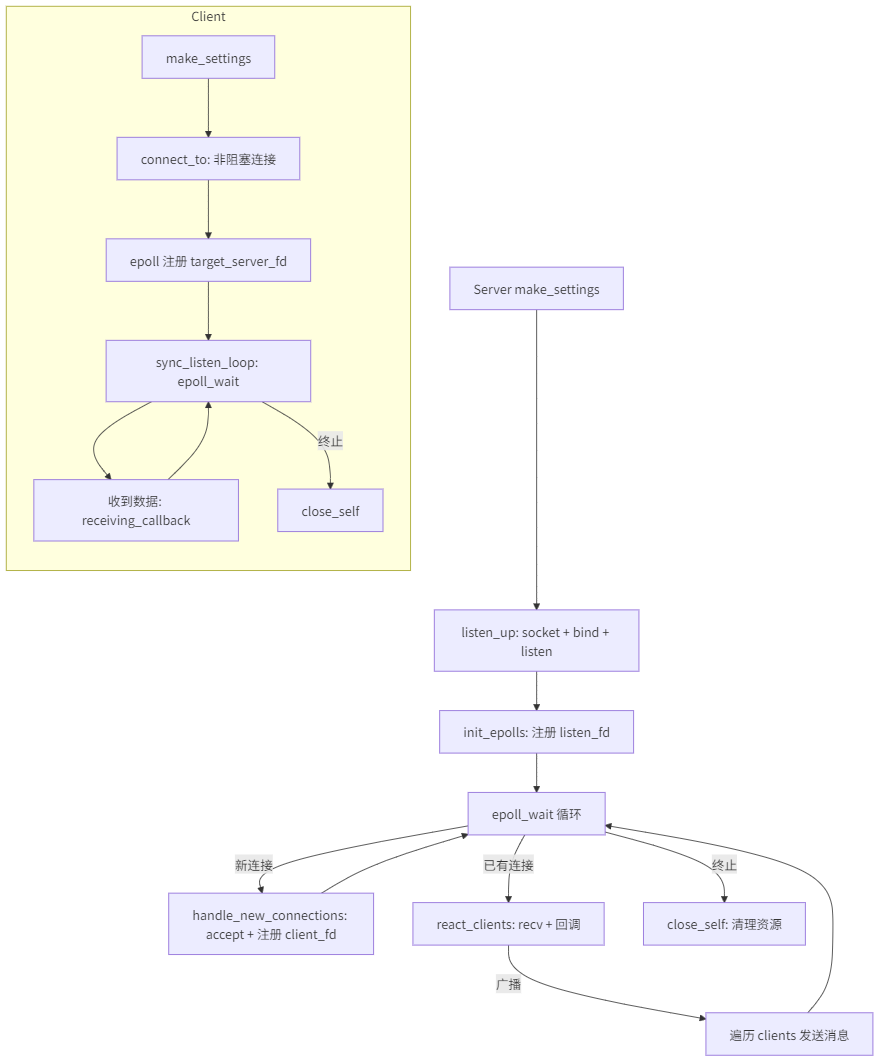 Client
make_settings
connect_to: 非阻塞连接
epoll 注册 target_server_fd
sync_listen_loop:
epoll_wait
终止
收到数据:
receiving_callback
close_self
Server make_settings
listen_up: socket + bind +
listen
init_epolls: 注册 listen_fd
epoll_wait 循环
新连接
已有连接
终止
handle_new_connections:
accept + 注册 client_fd
react_clients: recv + 回调
close_self: 清理资源
广播
遍历 clients 发送消息